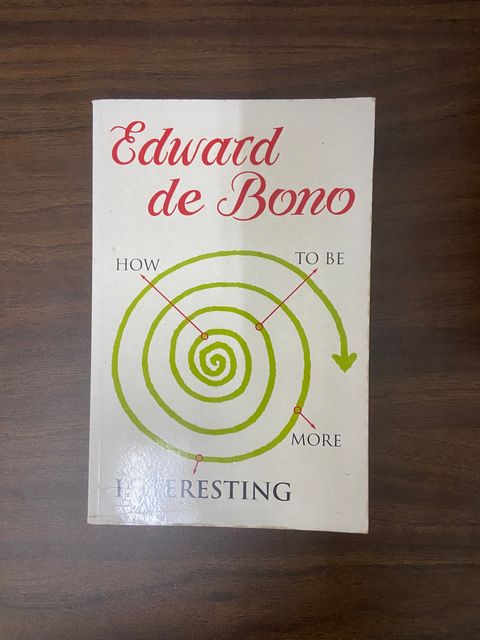 Edward
de Bono
HOW
TO BE
MORE
INTERESTING